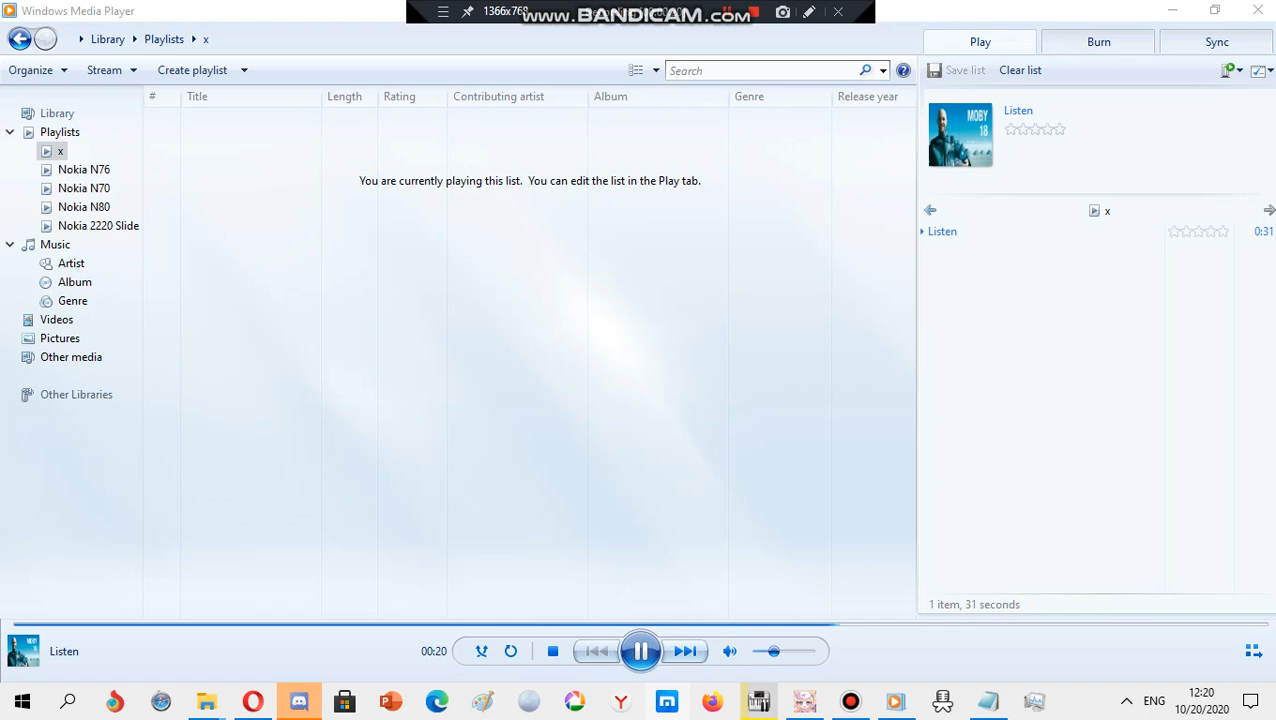 Windows Media Player
1366x768
www.BANDICAM.com
Library
Playlists
x
Play
Burn
Sync
Organize
Stream
Create playlist
Search
Save list
Clear list
#
Title
Length
Rating
Contributing artist
Album
Genre
Release year
Library
Playlists
x
Nokia N76
Nokia N70
Nokia N80
Nokia 2220 Slide
Music
Artist
Album
Genre
Videos
Pictures
Other media
Other Libraries
You are currently playing this list. You can edit the list in the Play tab.
MOBY
18
Listen
x
Listen
0:31
1 item, 31 seconds
Listen
00:20
ENG
12:20
10/20/2020